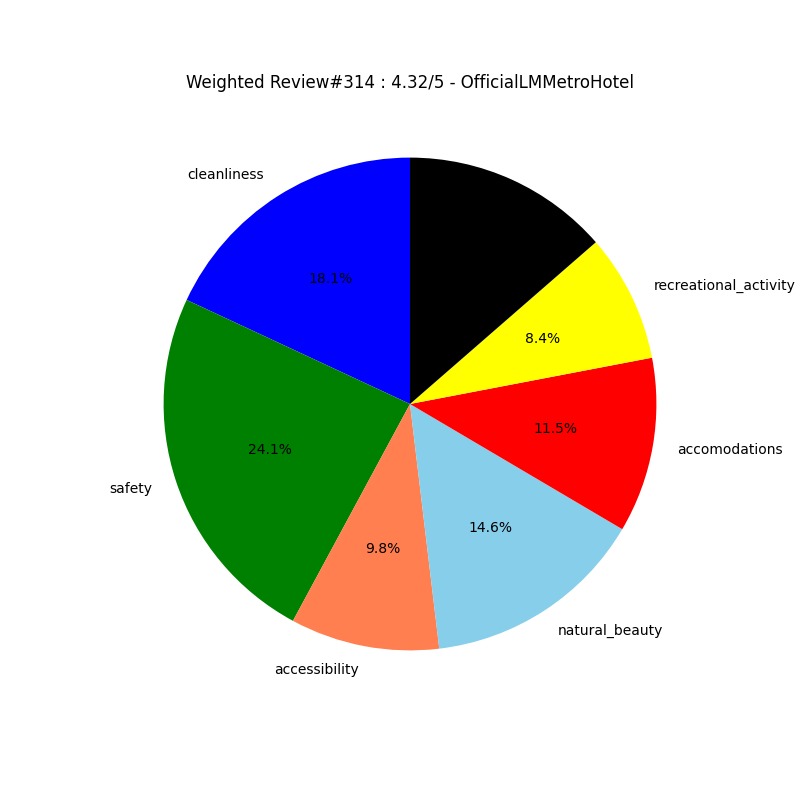 Weighted Review#314 : 4.32/5 - OfficialLMMetroHotel
cleanliness
18.1%
recreational_activity
8.4%
11.5%
accomodations
24.1%
safety
14.6%
9.8%
natural_beauty
accessibility